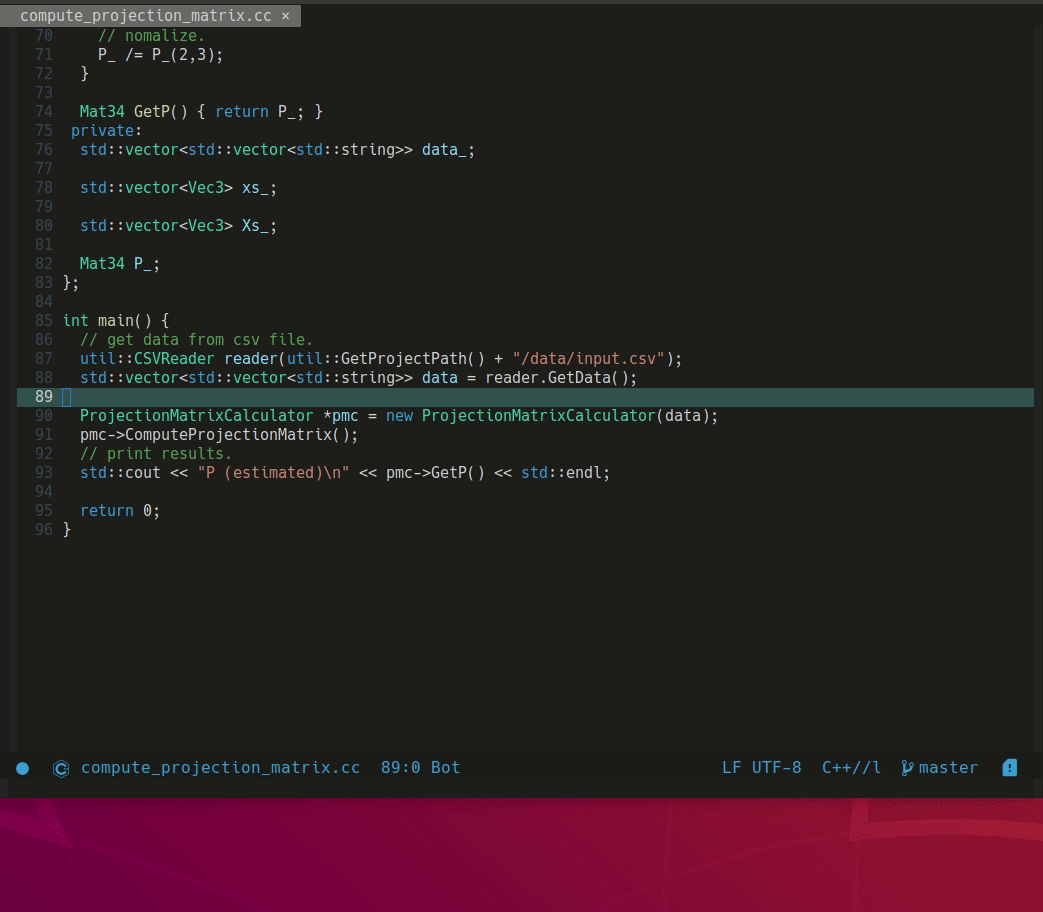 compute_projection_matrix.cc ×
70 // nomalize.
71 P_ /= P_(2,3);
72 }
73
74 Mat34 GetP() { return P_; }
75 private:
76 std::vector<std::vector<std::string>> data_;
77
78 std::vector<Vec3> xs_;
79
80 std::vector<Vec3> Xs_;
81
82 Mat34 P_;
83 };
84
85 int main() {
86 // get data from csv file.
87 util::CSVReader reader(util::GetProjectPath() + "/data/input.csv");
88 std::vector<std::vector<std::string>> data = reader.GetData();
89
90 ProjectionMatrixCalculator *pmc = new ProjectionMatrixCalculator(data);
91 pmc->ComputeProjectionMatrix();
92 // print results.
93 std::cout << "P (estimated)\n" << pmc->GetP() << std::endl;
94
95 return 0;
96 }
compute_projection_matrix.cc 89:0 Bot LF UTF-8 C++//l master